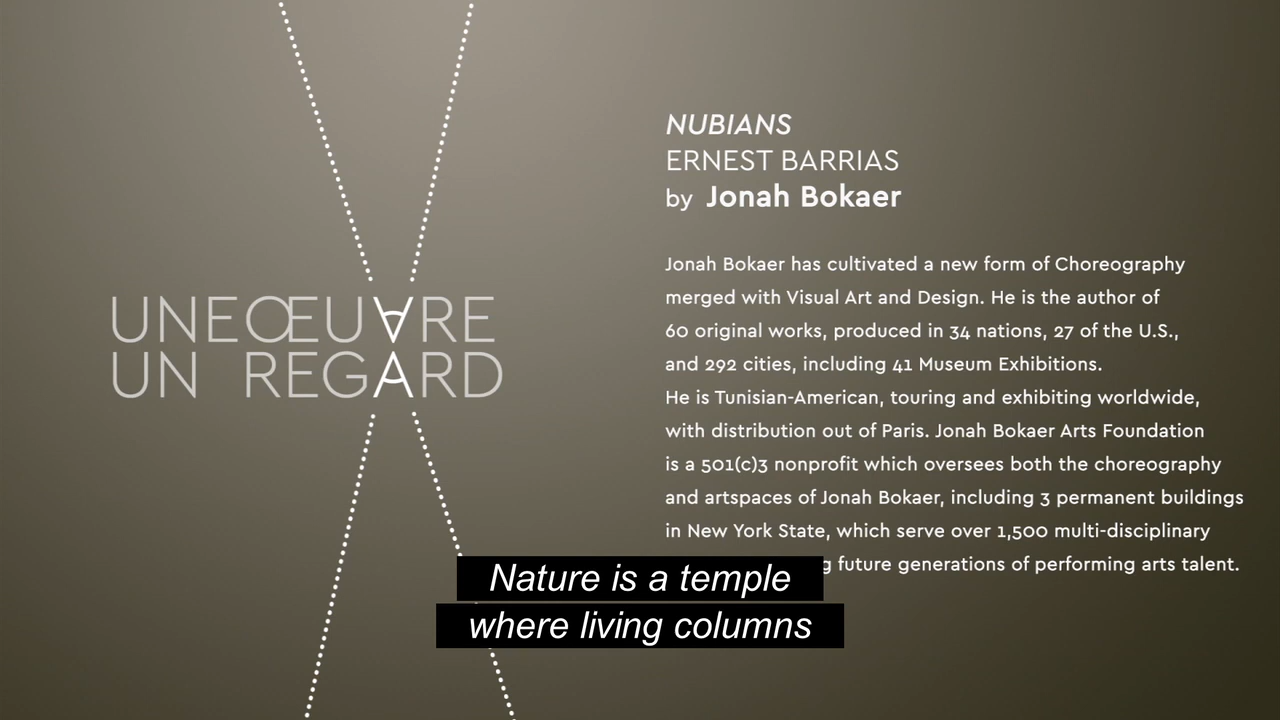 UNE ŒUVRE
UN REGARD
NUBIANS
ERNEST BARRIAS
by Jonah Bokaer
Jonah Bokaer has cultivated a new form of Choreography
merged with Visual Art and Design. He is the author of
60 original works, produced in 34 nations, 27 of the U.S.,
and 292 cities, including 41 Museum Exhibitions.
He is Tunisian-American, touring and exhibiting worldwide,
with distribution out of Paris. Jonah Bokaer Arts Foundation
is a 501(c)3 nonprofit which oversees both the choreography
and artspaces of Jonah Bokaer, including 3 permanent buildings
in New York State, which serve over 1,500 multi-disciplinary
future generations of performing arts talent.
Nature is a temple
where living columns